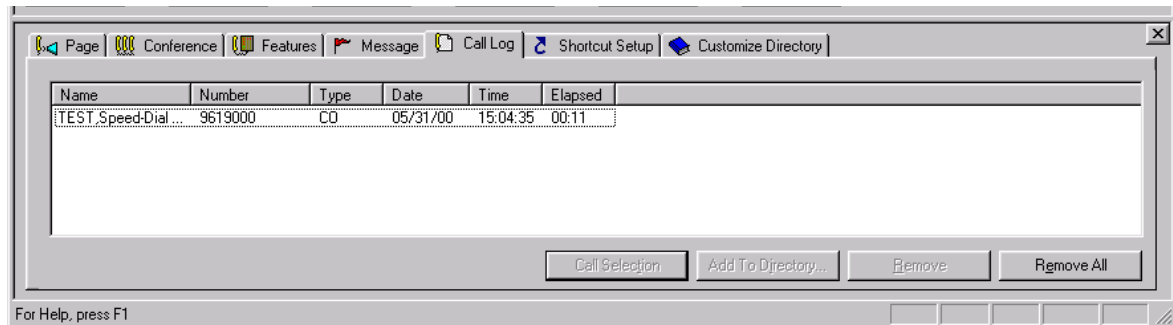 Page Conference Features Message Call Log Shortcut Setup Customize Directory
Name Number Type Date Time Elapsed
TEST,Speed-Dial ... 9619000 CO 05/31/00 15:04:35 00:11
Call Selection Add To Directory... Remove Remove All
For Help, press F1